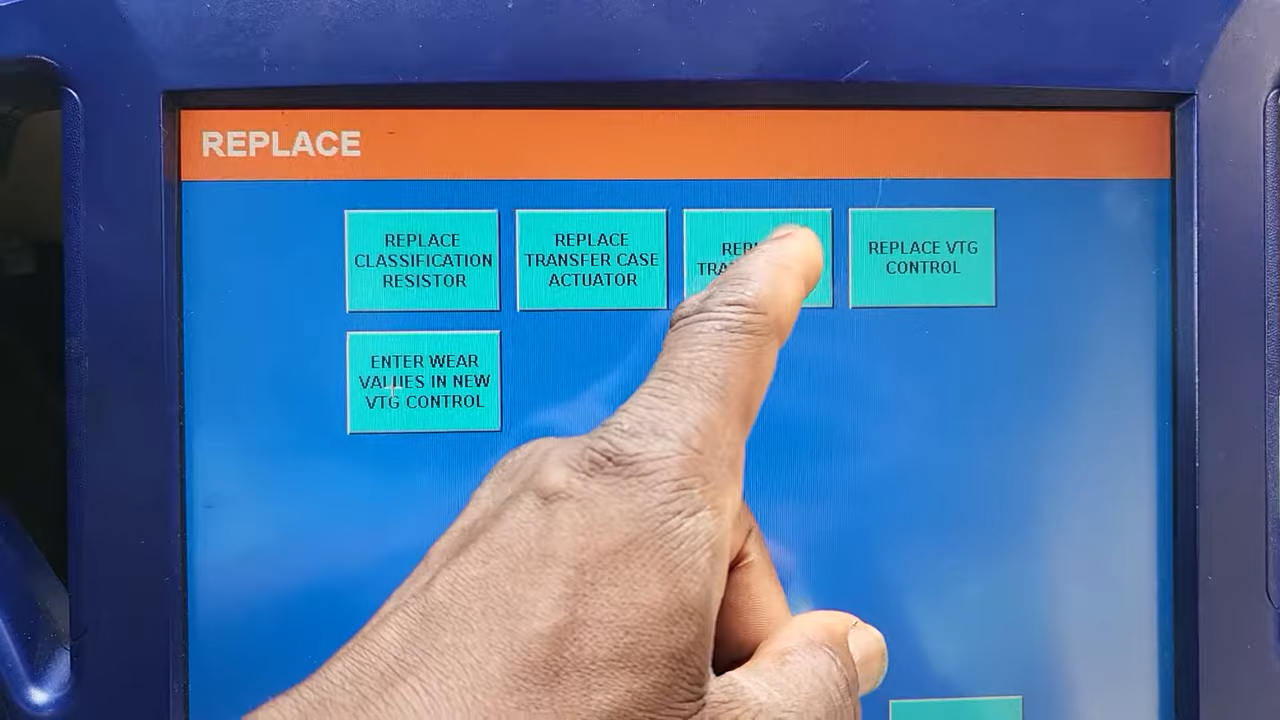 REPLACE
REPLACE
CLASSIFICATION
RESISTOR
REPLACE
TRANSFER CASE
ACTUATOR
REPLACE VTG
CONTROL
ENTER WEAR
VALUES IN NEW
VTG CONTROL